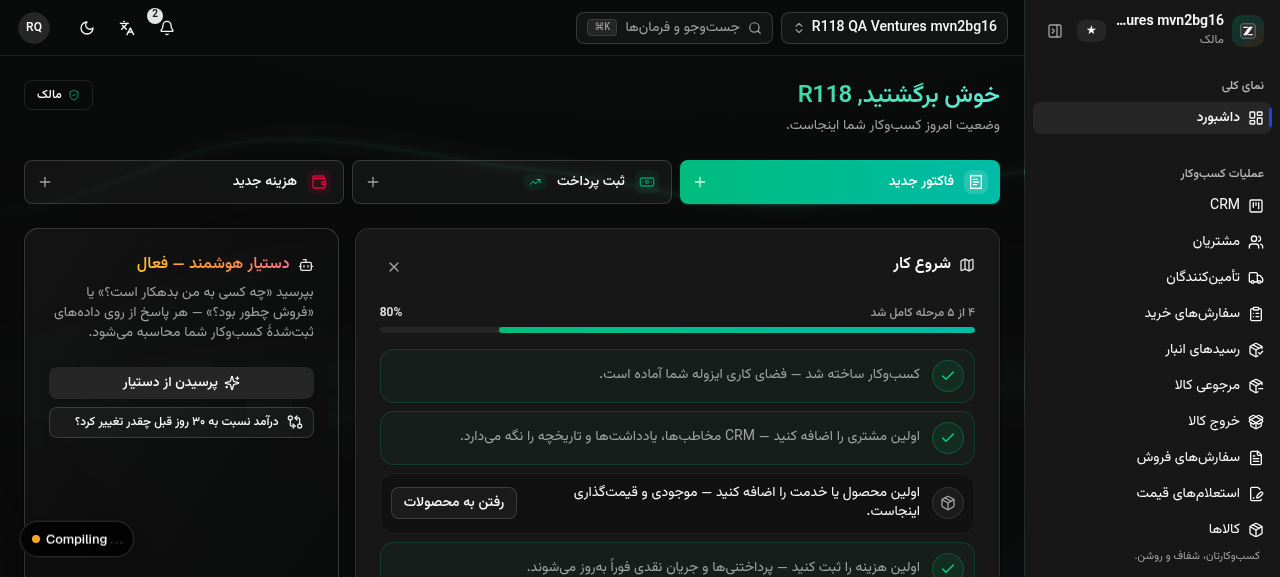 …ures mvn2bg16
مالک
نمای کلی
داشبورد
عملیات کسب‌وکار
CRM
مشتریان
تأمین‌کنندگان
سفارش‌های خرید
رسیدهای انبار
مرجوعی کالا
خروج کالا
سفارش‌های فروش
استعلام‌های قیمت
کالاها
کسب‌وکارتان، شفاف و روشن.
R118 QA Ventures mvn2bg16
جست‌وجو و فرمان‌ها
⌘K
2
RQ
خوش برگشتید, R118
وضعیت امروز کسب‌وکار شما اینجاست.
مالک
فاکتور جدید
ثبت پرداخت
هزینه جدید
شروع کار
۴ از ۵ مرحله کامل شد
80%
کسب‌وکار ساخته شد — فضای کاری ایزوله شما آماده است.
اولین مشتری را اضافه کنید — CRM مخاطب‌ها، یادداشت‌ها و تاریخچه را نگه می‌دارد.
اولین محصول یا خدمت را اضافه کنید — موجودی و قیمت‌گذاری
اینجاست.
رفتن به محصولات
اولین هزینه را ثبت کنید — پرداختنی‌ها و جریان نقدی فوراً به‌روز می‌شوند.
دستیار هوشمند — فعال
بپرسید «چه کسی به من بدهکار است؟» یا
«فروش چطور بود؟» — هر پاسخ از روی داده‌های
ثبت‌شدهٔ کسب‌وکار شما محاسبه می‌شود.
پرسیدن از دستیار
درآمد نسبت به ۳۰ روز قبل چقدر تغییر کرد؟
Compiling ...